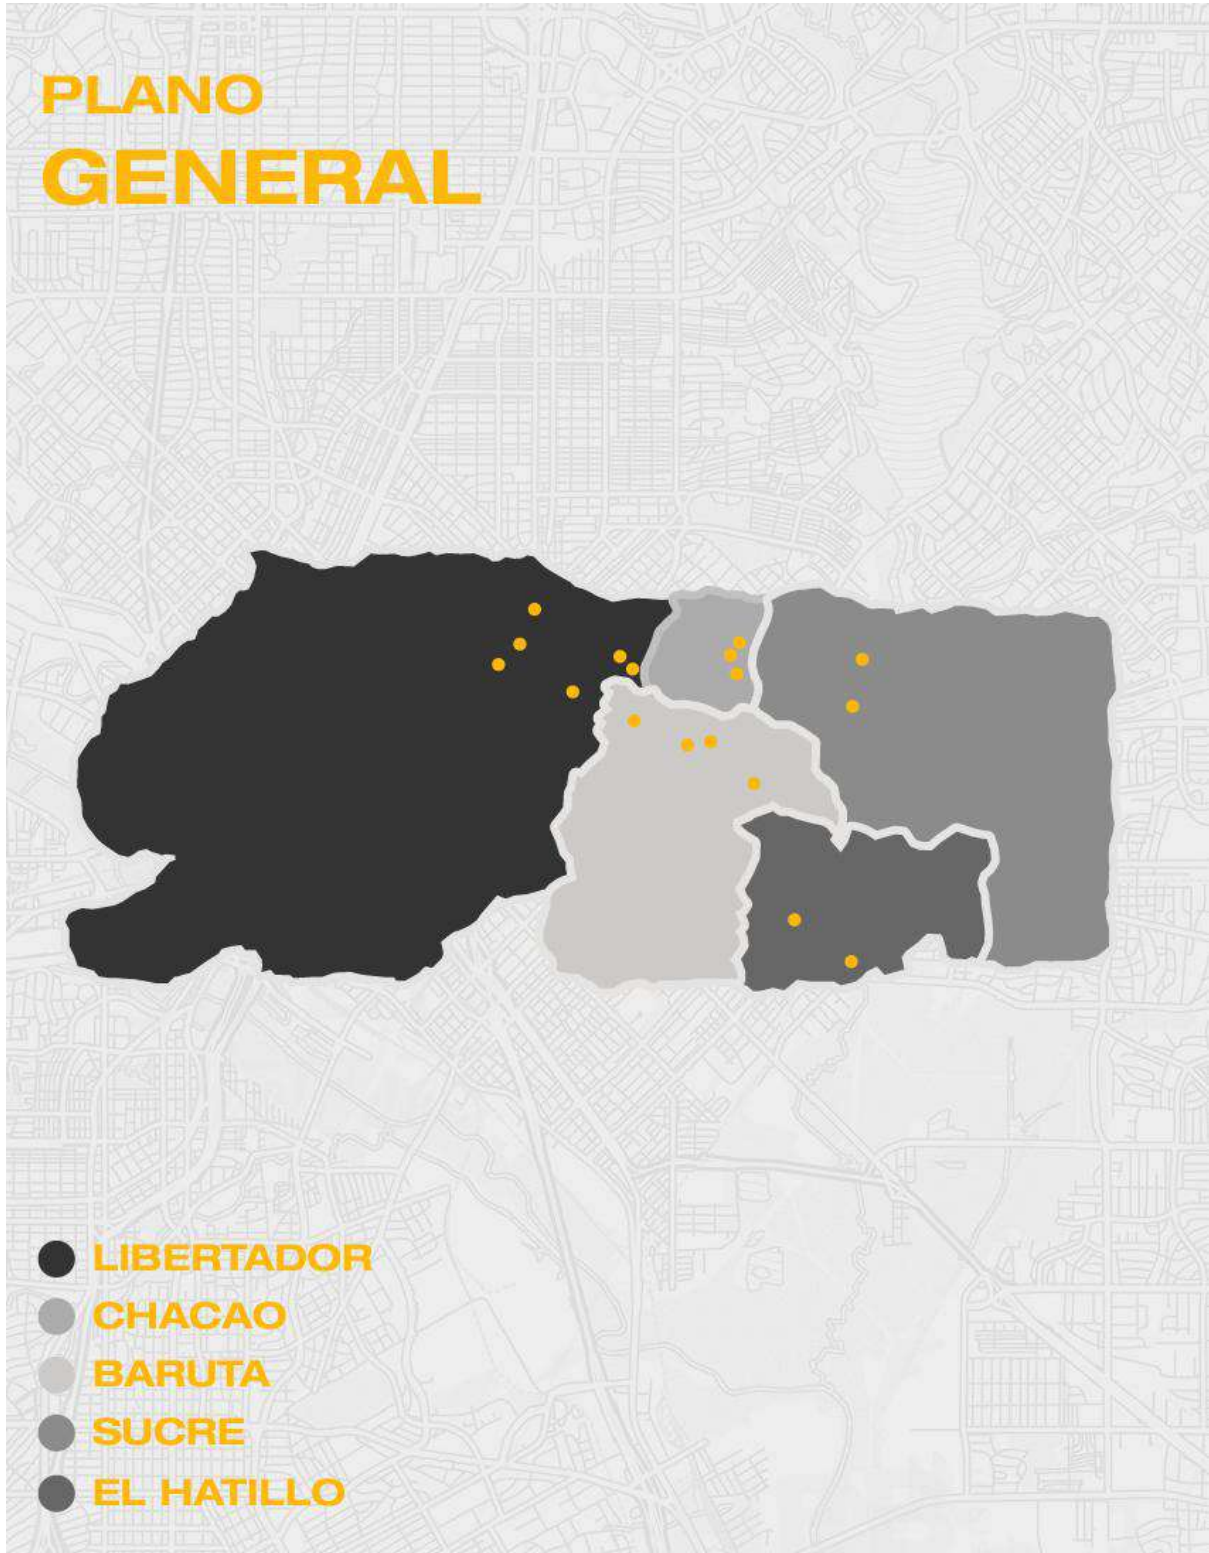 PLANO
GENERAL
LIBERTADOR
CHACAO
BARUTA
SUCRE
EL HATILLO